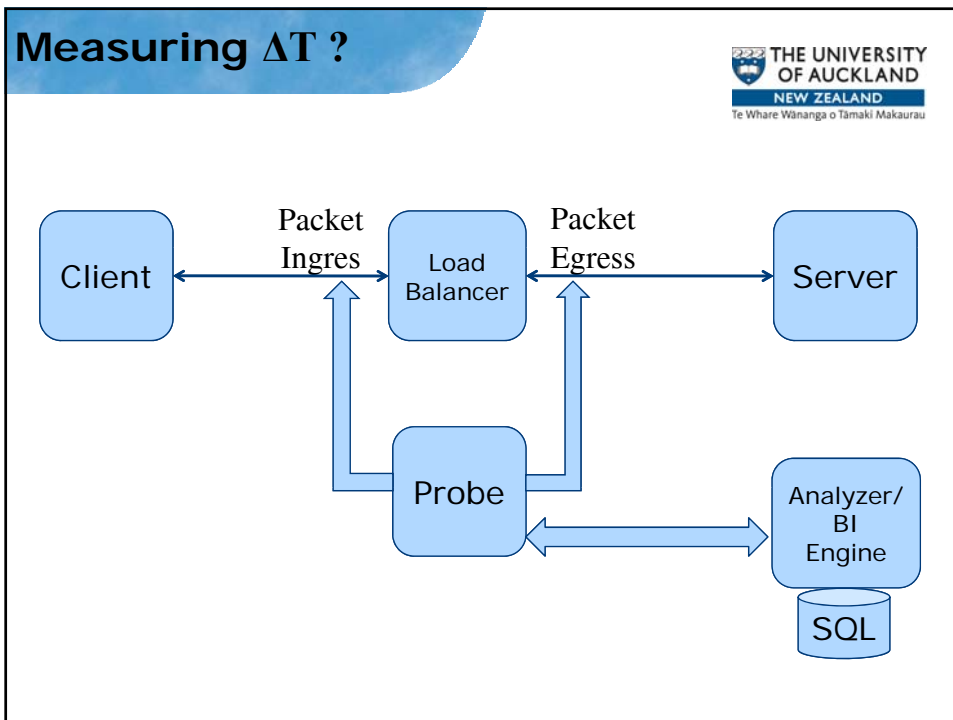 Measuring ΔT ?
THE UNIVERSITY
OF AUCKLAND
NEW ZEALAND
Te Whare Wānanga o Tāmaki Makaurau
Client
Packet
Ingres
Load
Balancer
Packet
Egress
Server
Probe
Analyzer/
BI
Engine
SQL